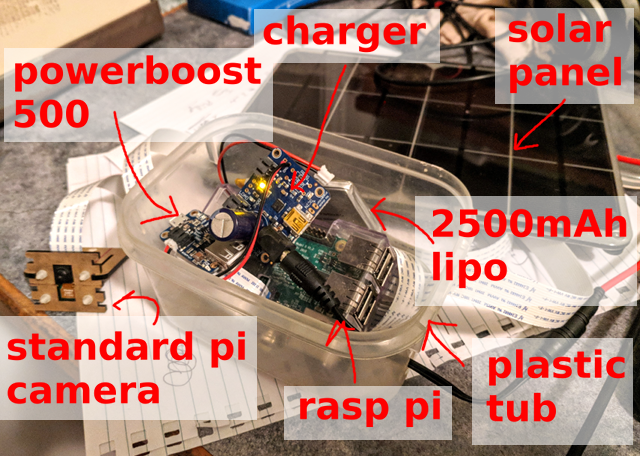 charger
solar
panel
powerboost
500
2500mAh
lipo
standard pi
camera
rasp pi
plastic
tub